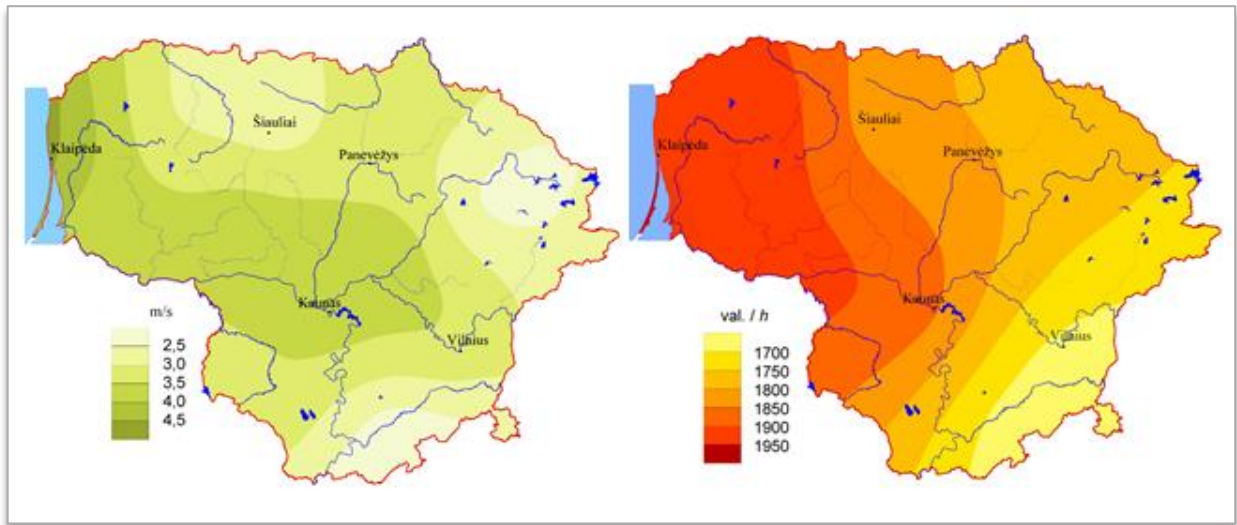 Šiauliai
Klaipėda
Panevėžys
Kaunas
Vilnius
m/s
2,5
3,0
3,5
4,0
4,5
Šiauliai
Klaipėda
Panevėžys
Kaunas
Vilnius
val. / h
1700
1750
1800
1850
1900
1950